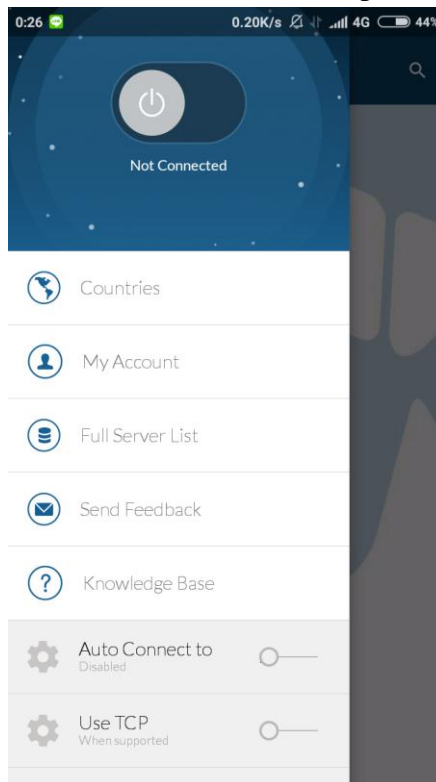 0:26 0.20K/s 4G 44%
Not Connected
Countries
My Account
Full Server List
Send Feedback
Knowledge Base
Auto Connect to
Disabled
Use TCP
When supported